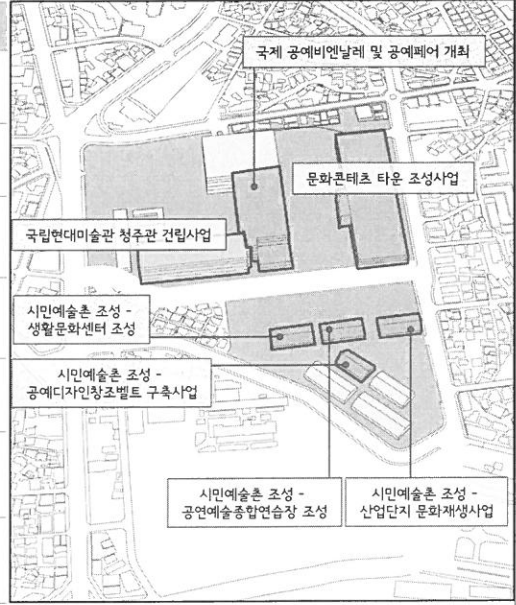 국제 공예비엔날레 및 공예페어 개최
문화콘테츠 타운 조성사업
국립현대미술관 청주관 건립사업
시민예술촌 조성 -
생활문화센터 조성
시민예술촌 조성 -
공예디자인창조벨트 구축사업
시민예술촌 조성 -
공연예술종합연습장 조성
시민예술촌 조성 -
산업단지 문화재생사업